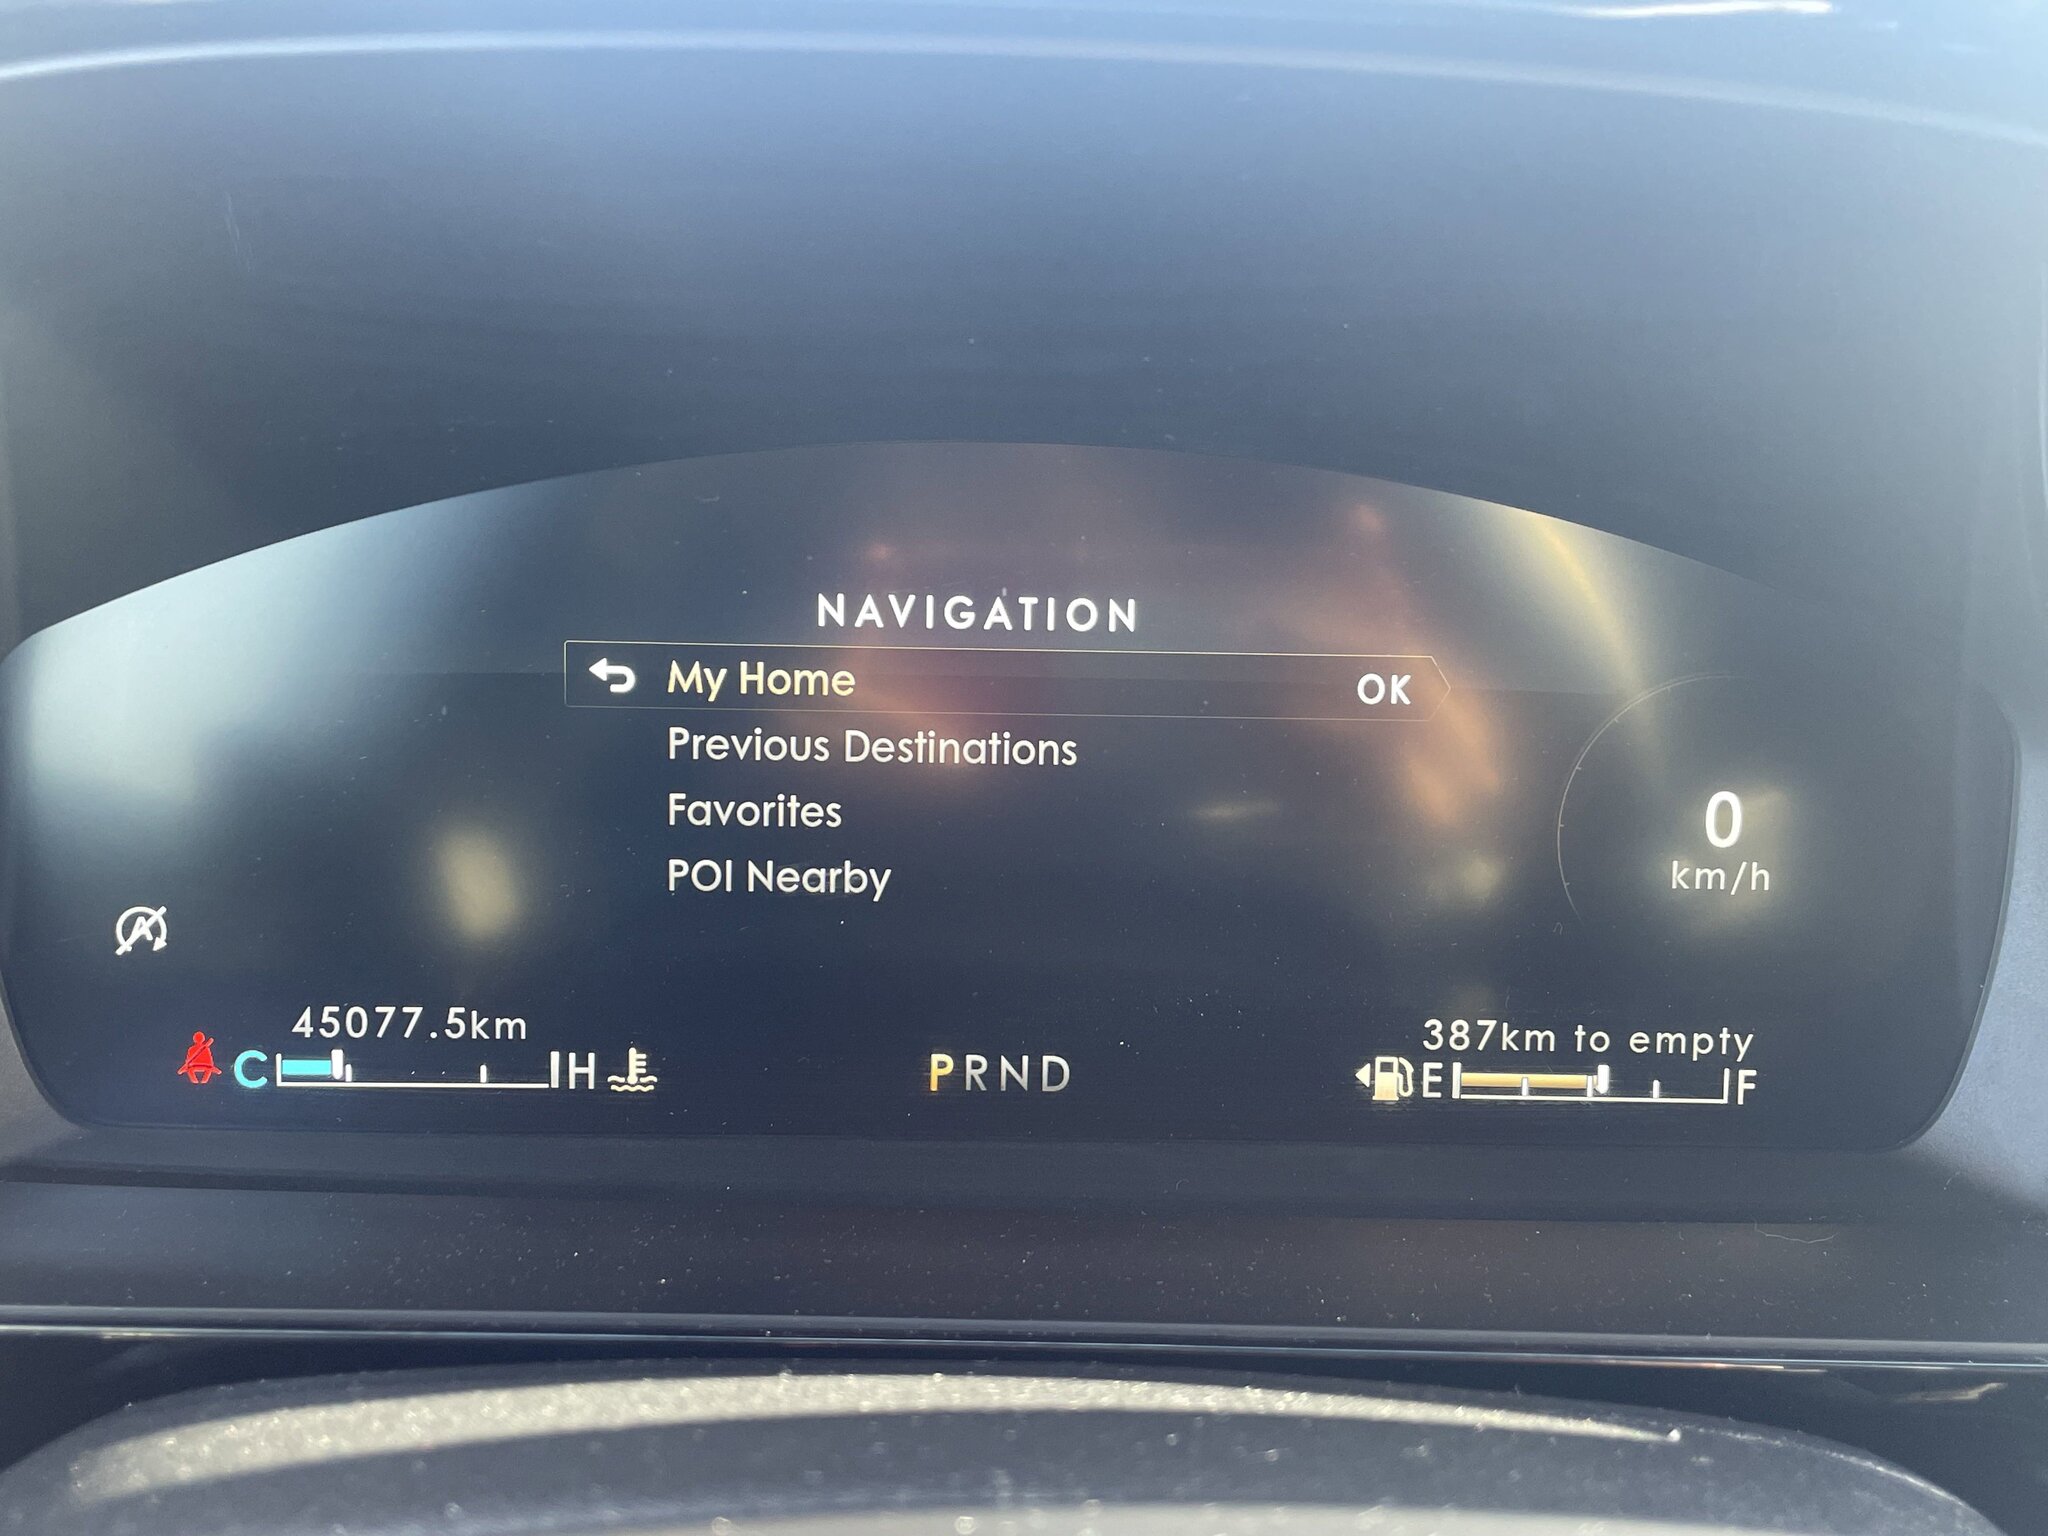 NAVIGATION
My Home OK
Previous Destinations
Favorites
POI Nearby
0
km/h
45077.5km
387km to empty
C H
PRND
E F